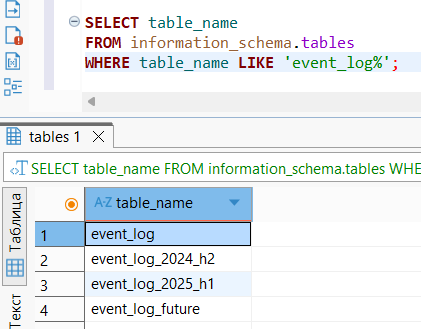 SELECT table_name
FROM information_schema.tables
WHERE table_name LIKE 'event_log%';
tables 1
SELECT table_name FROM information_schema.tables WHE
Таблица
Текст
A-Z table_name
1 event_log
2 event_log_2024_h2
3 event_log_2025_h1
4 event_log_future